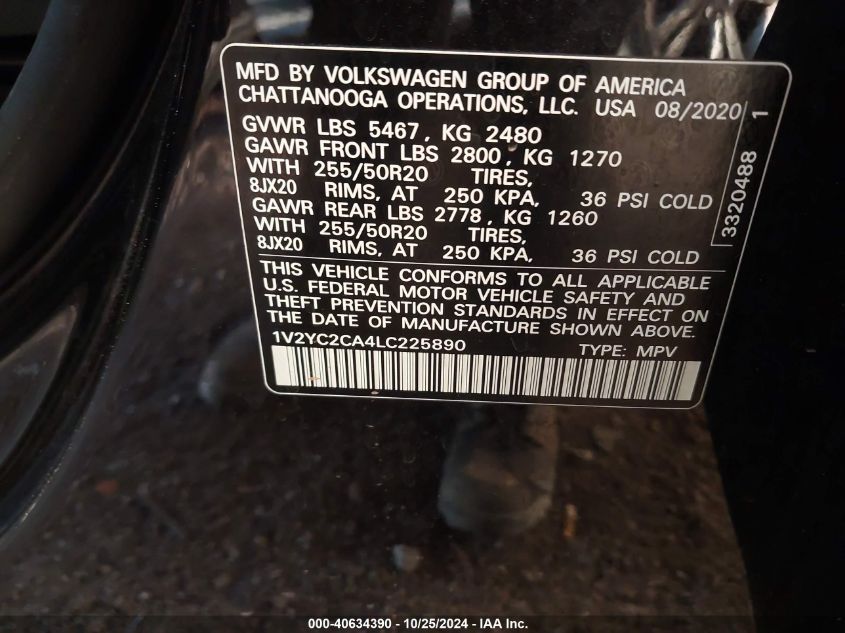 MFD BY VOLKSWAGEN GROUP OF AMERICA
CHATTANOOGA OPERATIONS, LLC. USA 08/2020
GVWR LBS 5467, KG 2480
GAWR FRONT LBS 2800, KG 1270
WITH 255/50R20 TIRES,
8JX20 RIMS, AT 250 KPA, 36 PSI COLD
GAWR REAR LBS 2778, KG 1260
WITH 255/50R20 TIRES,
8JX20 RIMS, AT 250 KPA, 36 PSI COLD
3320488 1
THIS VEHICLE CONFORMS TO ALL APPLICABLE
U.S. FEDERAL MOTOR VEHICLE SAFETY AND
THEFT PREVENTION STANDARDS IN EFFECT ON
THE DATE OF MANUFACTURE SHOWN ABOVE.
1V2YC2CA4LC225890 TYPE: MPV
000-40634390 - 10/25/2024 - IAA Inc.